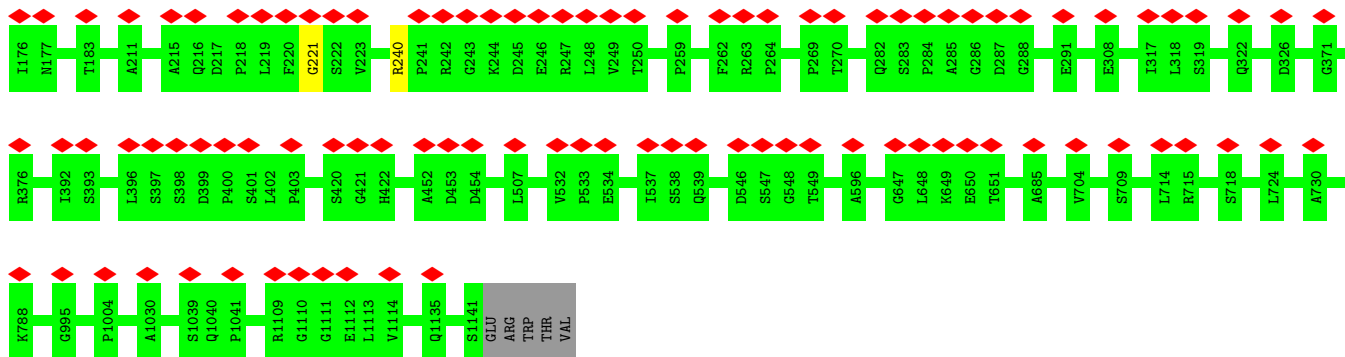 I176 N177 T183 A211 A215 Q216 D217 P218 L219 F220 G221 S222 V223 R240 P241 R242 G243 K244 D245 E246 R247 L248 V249 T250 P259 F262 R263 P264 P269 T270 Q282 S283 P284 A285 G286 D287 G288 E291 E308 I317 L318 S319 Q322 D326 G371
R376 I392 S393 L396 S397 S398 D399 P400 S401 L402 P403 S420 G421 H422 A452 D453 D454 L507 V532 P533 E534 I537 S538 Q539 D546 S547 G548 T549 A596 G647 L648 K649 E650 T651 A685 V704 S709 L714 R715 S718 L724 A730
K788 G995 P1004 A1030 S1039 Q1040 P1041 R1109 G1110 G1111 E1112 L1113 V1114 Q1135 S1141 GLU ARG TRP THR VAL